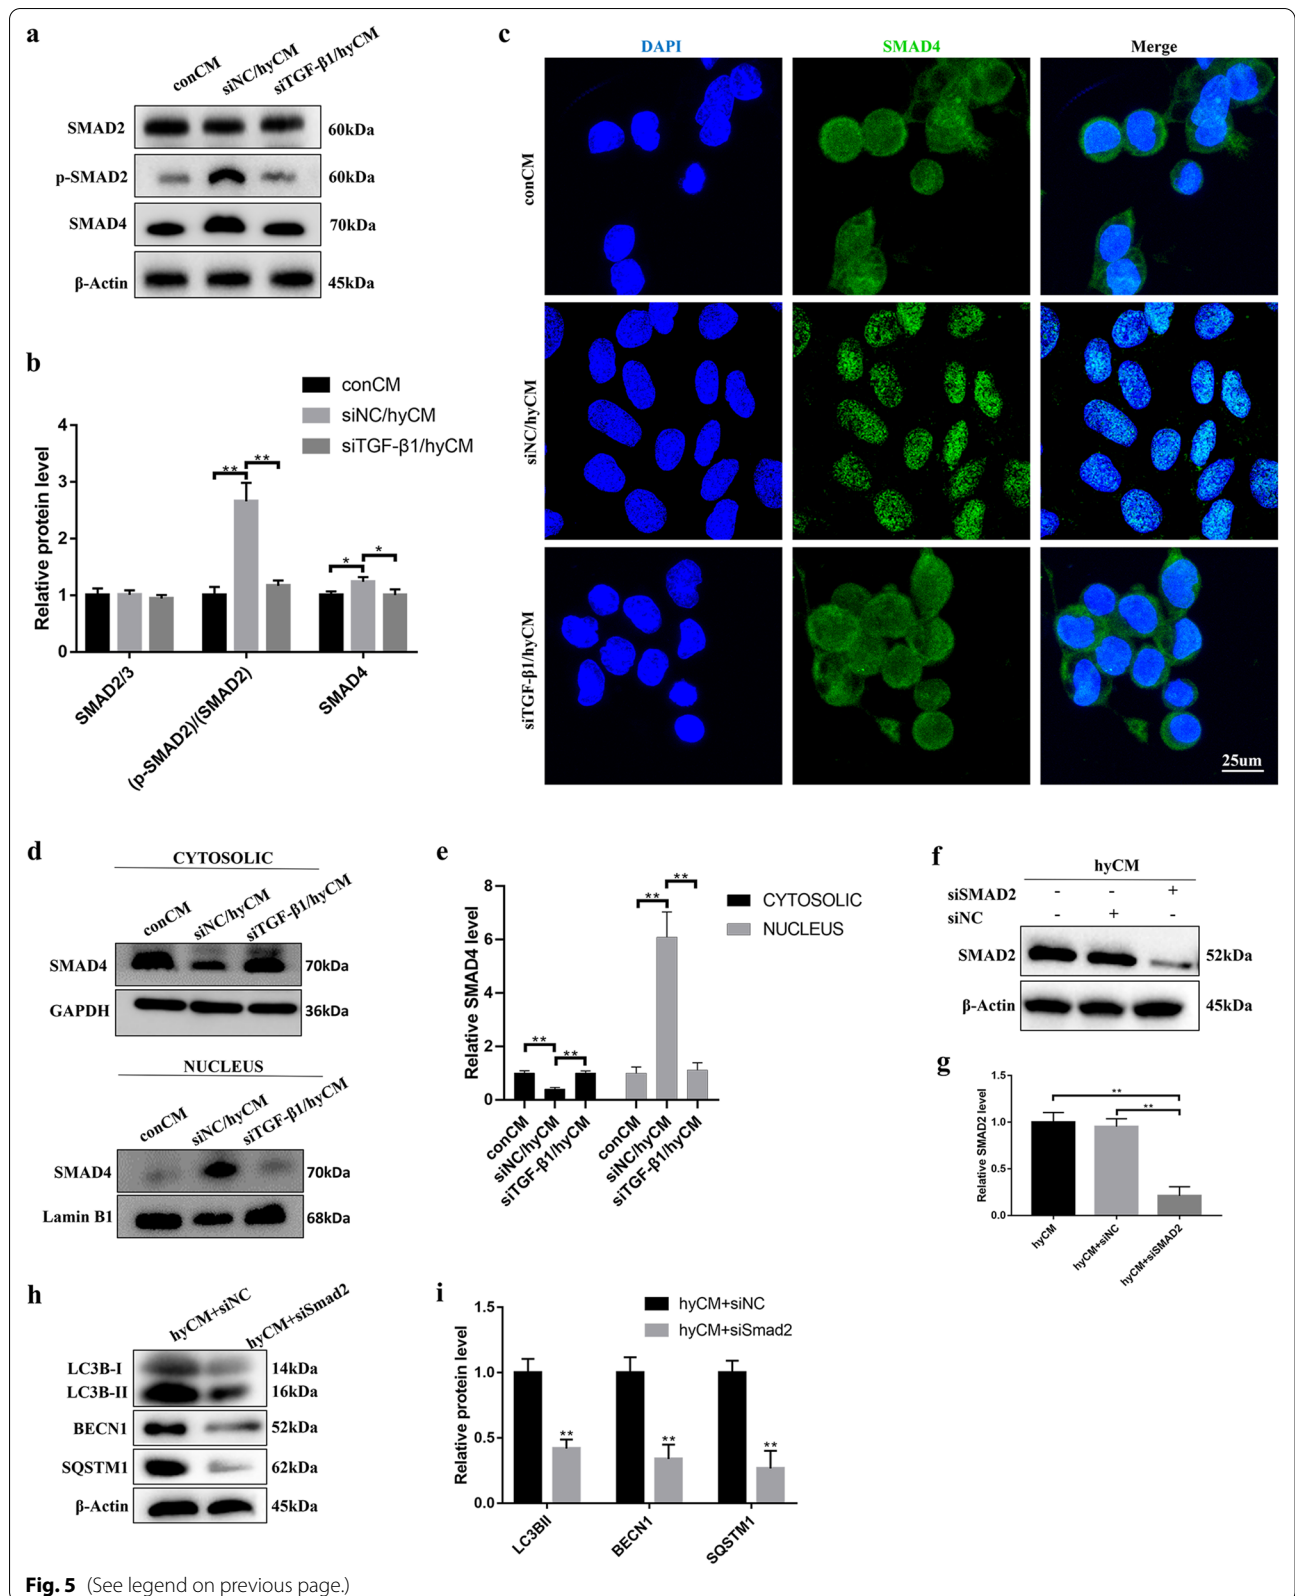 a
conCM
siNC/hyCM
siTGF-β1/hyCM
SMAD2
60kDa
p-SMAD2
60kDa
SMAD4
70kDa
β-Actin
45kDa
b
conCM
siNC/hyCM
siTGF-β1/hyCM
Relative protein level
4
3
2
1
0
** **
* *
SMAD2/3
(p-SMAD2)/(SMAD2)
SMAD4
c
DAPI
SMAD4
Merge
conCM
siNC/hyCM
siTGF-β1/hyCM
25um
d
CYTOSOLIC
conCM
siNC/hyCM
siTGF-β1/hyCM
SMAD4
70kDa
GAPDH
36kDa
NUCLEUS
conCM
siNC/hyCM
siTGF-β1/hyCM
SMAD4
70kDa
Lamin B1
68kDa
e
CYTOSOLIC
NUCLEUS
Relative SMAD4 level
8
6
4
2
0
** **
** **
conCM
siNC/hyCM
siTGF-β1/hyCM
conCM
siNC/hyCM
siTGF-β1/hyCM
f
hyCM
siSMAD2 - - +
siNC - + -
SMAD2
52kDa
β-Actin
45kDa
g
Relative SMAD2 level
1.5
1.0
0.5
0.0
**
**
hyCM
hyCM+siNC
hyCM+siSMAD2
h
hyCM+siNC
hyCM+siSmad2
LC3B-I
14kDa
LC3B-II
16kDa
BECN1
52kDa
SQSTM1
62kDa
β-Actin
45kDa
i
hyCM+siNC
hyCM+siSmad2
Relative protein level
1.5
1.0
0.5
0.0
** ** **
LC3BII
BECN1
SQSTM1
Fig. 5 (See legend on previous page.)